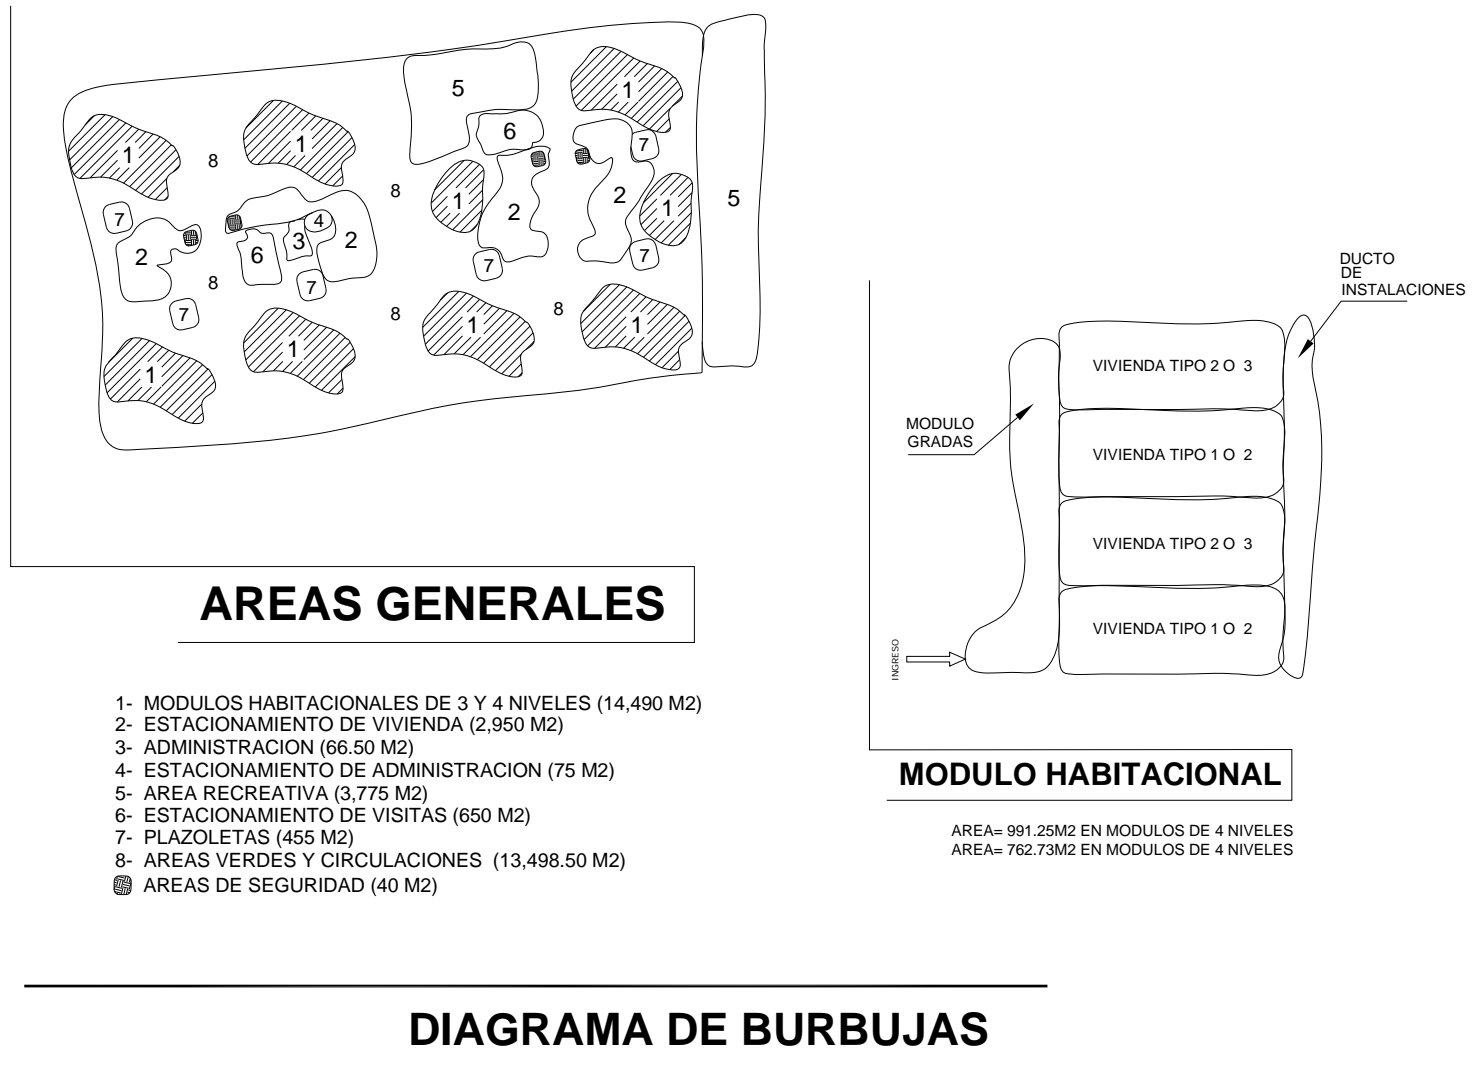 5
1
6
1
1
7
8
1
8
5
1
2
1
7
4
2
2
3
6
7
7
2
8
7
7
8
8
1
1
1
1
AREAS GENERALES
1- MODULOS HABITACIONALES DE 3 Y 4 NIVELES (14,490 M2)
2- ESTACIONAMIENTO DE VIVIENDA (2,950 M2)
3- ADMINISTRACION (66.50 M2)
4- ESTACIONAMIENTO DE ADMINISTRACION (75 M2)
5- AREA RECREATIVA (3,775 M2)
6- ESTACIONAMIENTO DE VISITAS (650 M2)
7- PLAZOLETAS (455 M2)
8- AREAS VERDES Y CIRCULACIONES (13,498.50 M2)
AREAS DE SEGURIDAD (40 M2)
DUCTO
DE
INSTALACIONES
MODULO
GRADAS
VIVIENDA TIPO 2 O 3
VIVIENDA TIPO 1 O 2
VIVIENDA TIPO 2 O 3
VIVIENDA TIPO 1 O 2
INGRESO
MODULO HABITACIONAL
AREA= 991.25M2 EN MODULOS DE 4 NIVELES
AREA= 762.73M2 EN MODULOS DE 4 NIVELES
DIAGRAMA DE BURBUJAS